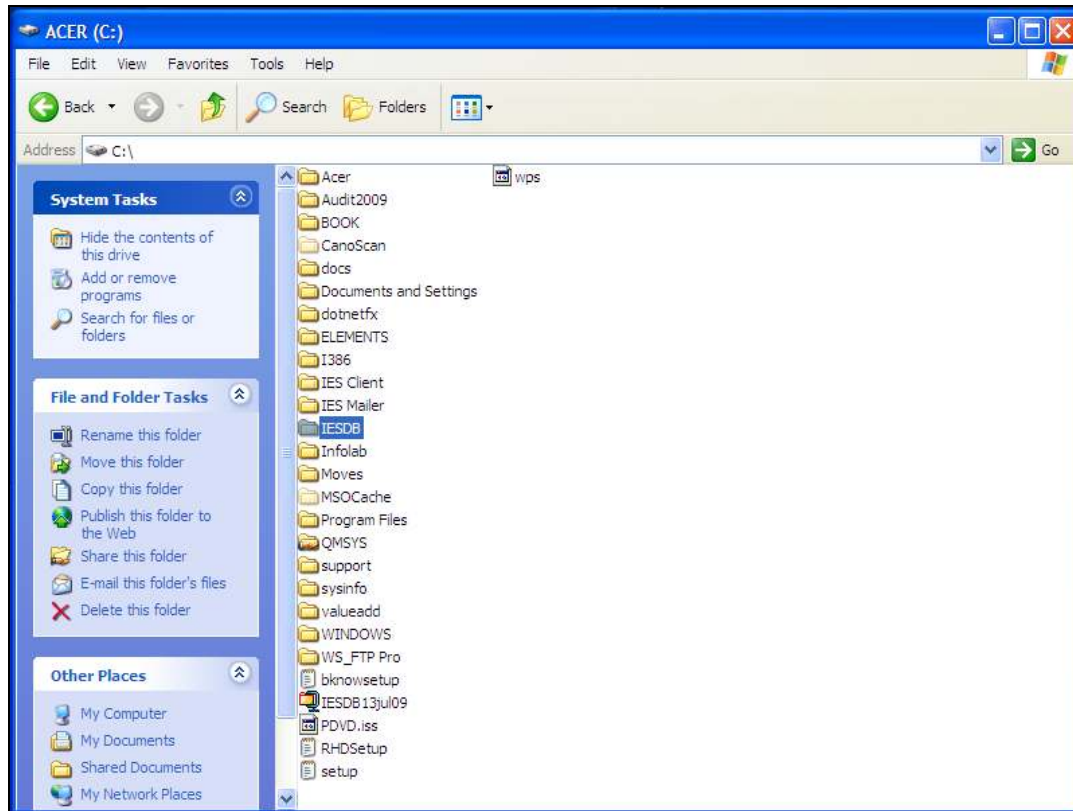 ACER (C:)
File Edit View Favorites Tools Help
Back Search Folders
Address C:\ Go
System Tasks
Hide the contents of
this drive
Add or remove
programs
Search for files or
folders
File and Folder Tasks
Rename this folder
Move this folder
Copy this folder
Publish this folder to
the Web
Share this folder
E-mail this folder's files
Delete this folder
Other Places
My Computer
My Documents
Shared Documents
My Network Places
Acer
Audit2009
BOOK
CanoScan
docs
Documents and Settings
dotnetfx
ELEMENTS
I386
IES Client
IES Mailer
IESDB
Infolab
Moves
MSOCache
Program Files
QMSYS
support
sysinfo
valueadd
WINDOWS
WS_FTP Pro
bknowsetup
IESDB13jul09
PDVD.iss
RHDSetup
setup
wps